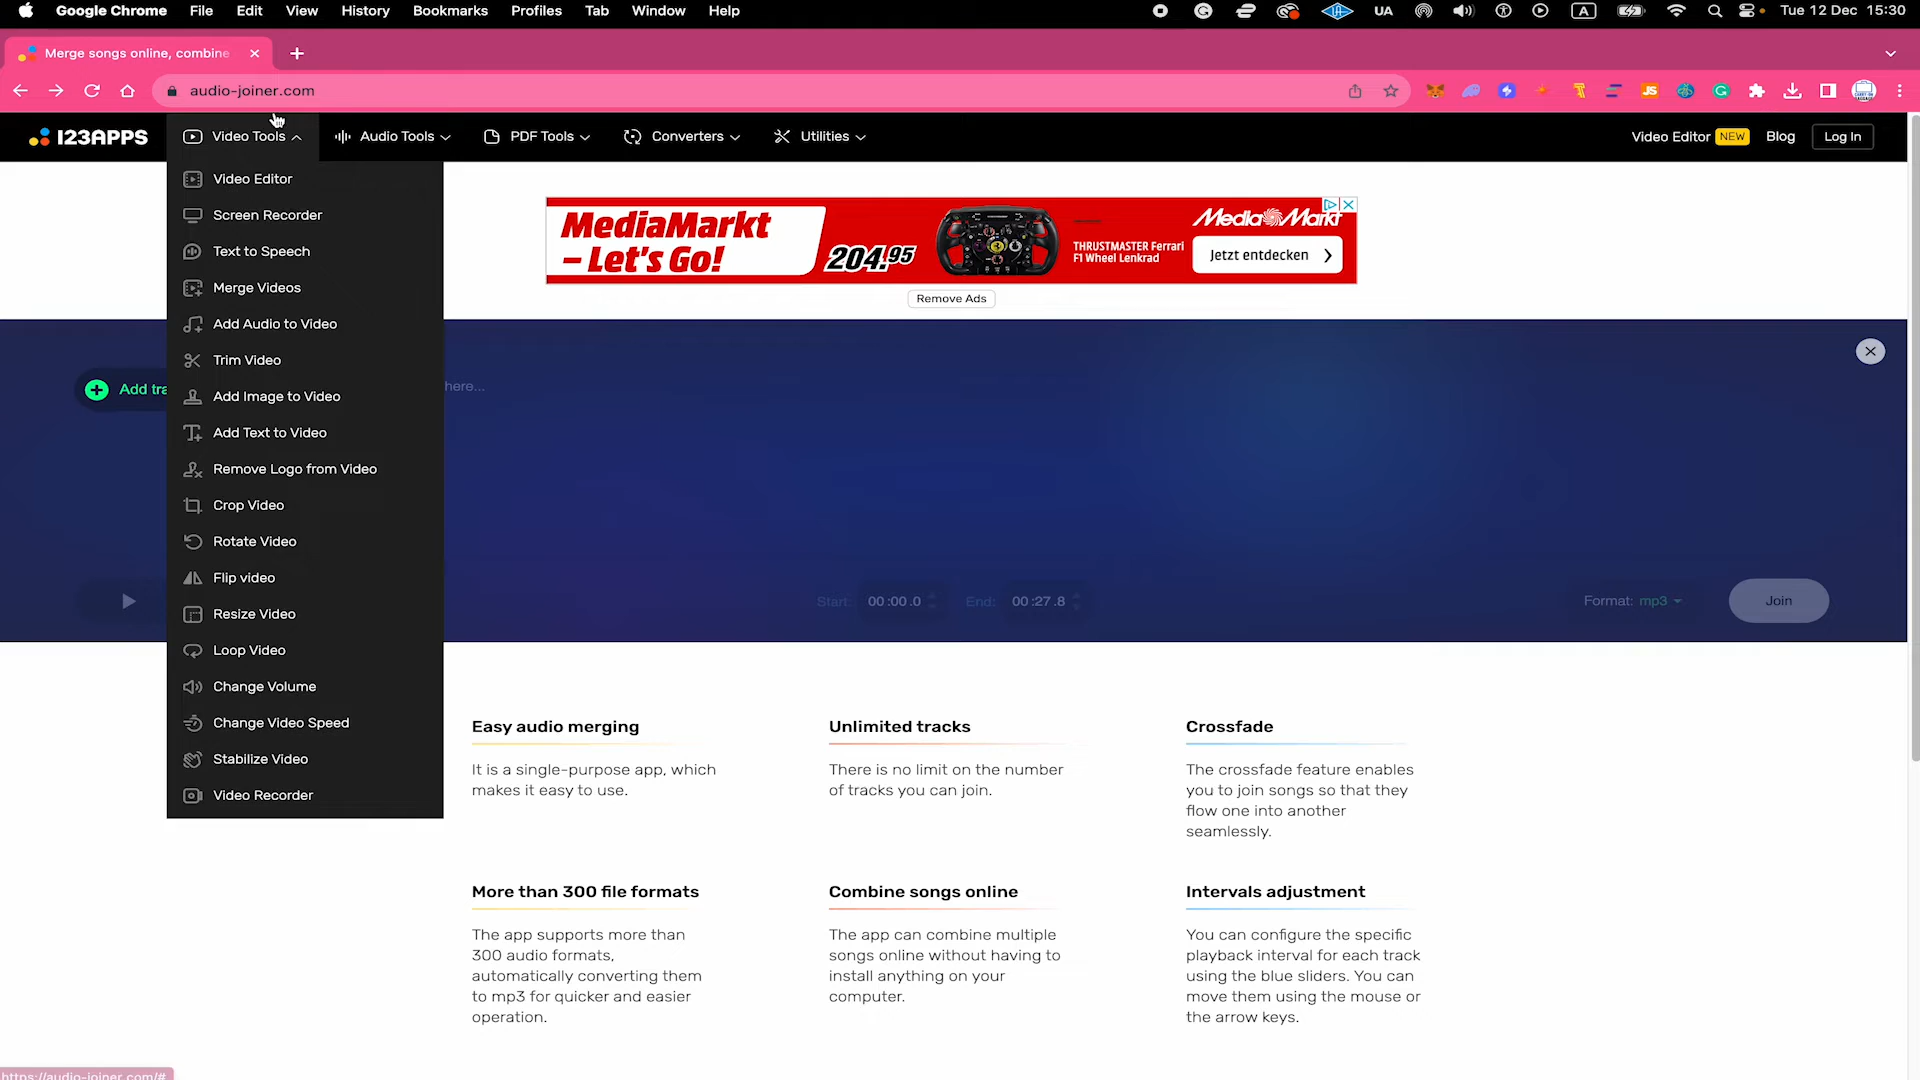 Google Chrome File Edit View History Bookmarks Profiles Tab Window Help UA A Tue 12 Dec 15:30
Merge songs online, combine
audio-joiner.com
JS
123APPS Video Tools Audio Tools PDF Tools Converters Utilities Video Editor NEW Blog Log In
Video Editor
Screen Recorder
Text to Speech
Merge Videos
Add Audio to Video
Trim Video
Add Image to Video
Add Text to Video
Remove Logo from Video
Crop Video
Rotate Video
Flip video
Resize Video
Loop Video
Change Volume
Change Video Speed
Stabilize Video
Video Recorder
MediaMarkt
– Let's Go!
204.95
THRUSTMASTER Ferrari
F1 Wheel Lenkrad
MediaMarkt
Jetzt entdecken
Remove Ads
Add tra
here...
Start: 00:00.0 End: 00:27.8 Format: mp3 Join
Easy audio merging
It is a single-purpose app, which
makes it easy to use.
Unlimited tracks
There is no limit on the number
of tracks you can join.
Crossfade
The crossfade feature enables
you to join songs so that they
flow one into another
seamlessly.
More than 300 file formats
The app supports more than
300 audio formats,
automatically converting them
to mp3 for quicker and easier
operation.
Combine songs online
The app can combine multiple
songs online without having to
install anything on your
computer.
Intervals adjustment
You can configure the specific
playback interval for each track
using the blue sliders. You can
move them using the mouse or
the arrow keys.
https://audio-joiner.com/#